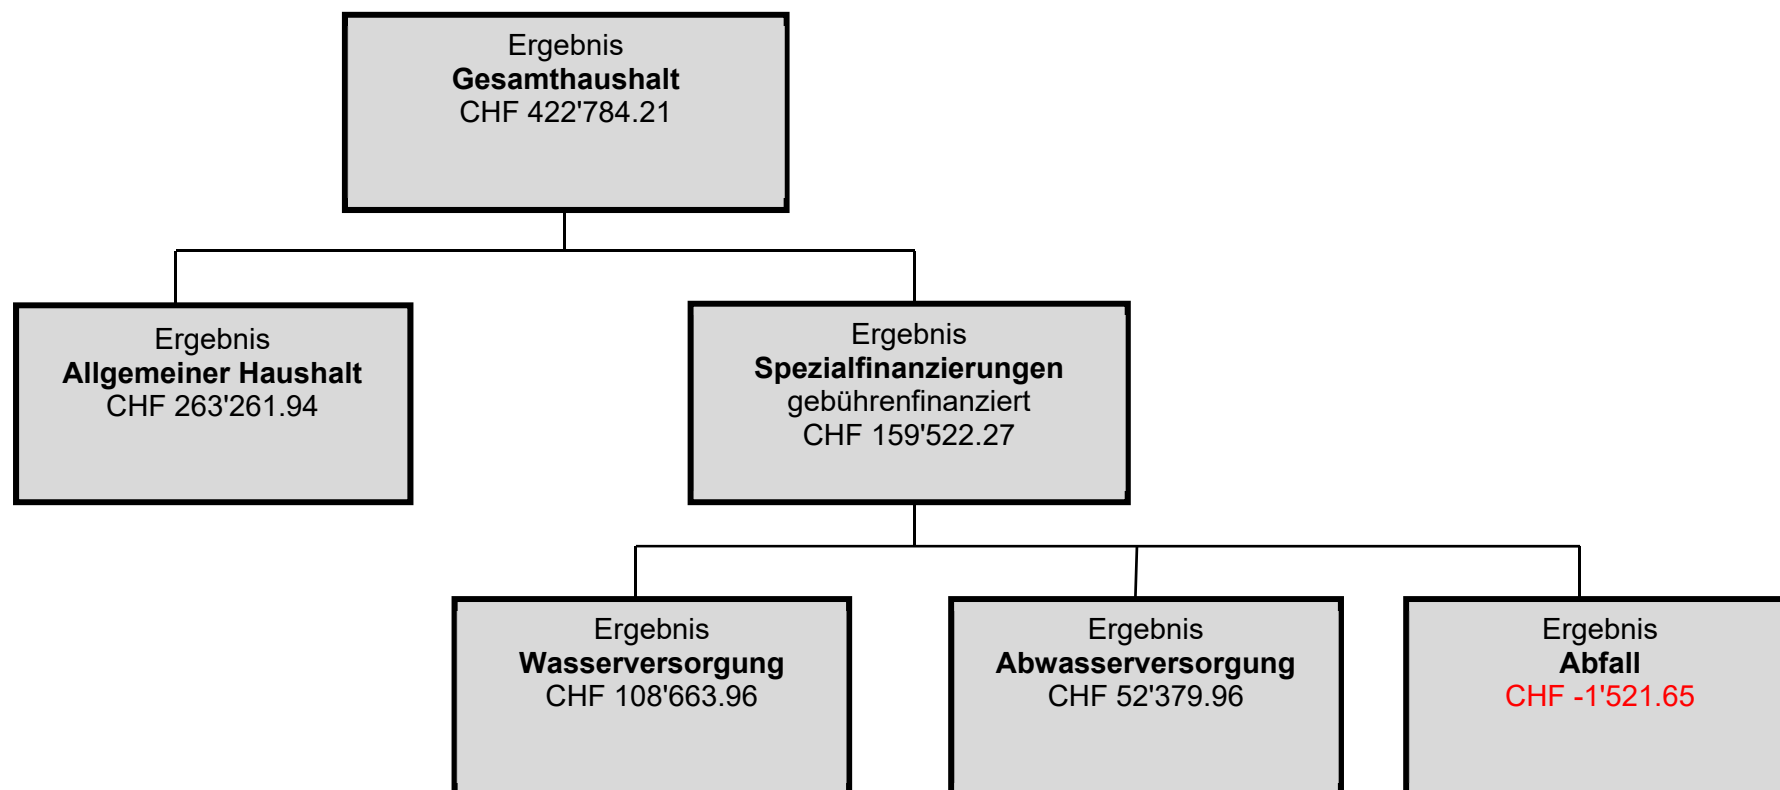 Ergebnis
Gesamthaushalt
CHF 422'784.21
Ergebnis
Allgemeiner Haushalt
CHF 263'261.94
Ergebnis
Spezialfinanzierungen
gebührenfinanziert
CHF 159'522.27
Ergebnis
Wasserversorgung
CHF 108'663.96
Ergebnis
Abwasserversorgung
CHF 52'379.96
Ergebnis
Abfall
CHF -1'521.65